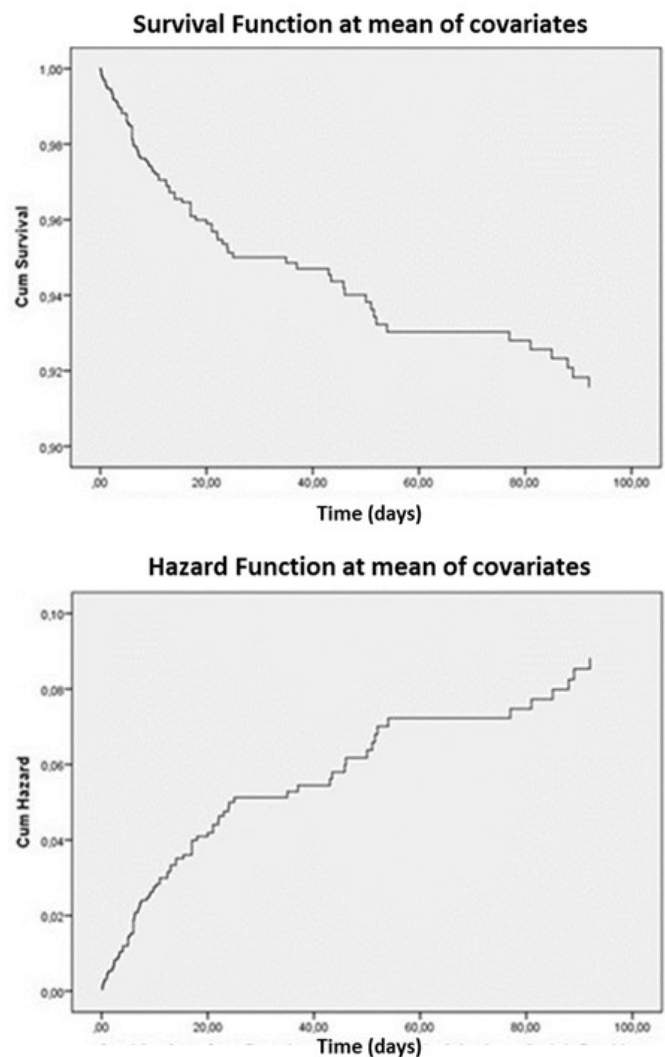 Survival Function at mean of covariates
1,00
0,98
0,96
0,94
0,92
0,90
Cum Survival
,00 20,00 40,00 60,00 80,00 100,00
Time (days)
Hazard Function at mean of covariates
0,10
0,08
0,06
0,04
0,02
0,00
Cum Hazard
,00 20,00 40,00 60,00 80,00 100,00
Time (days)